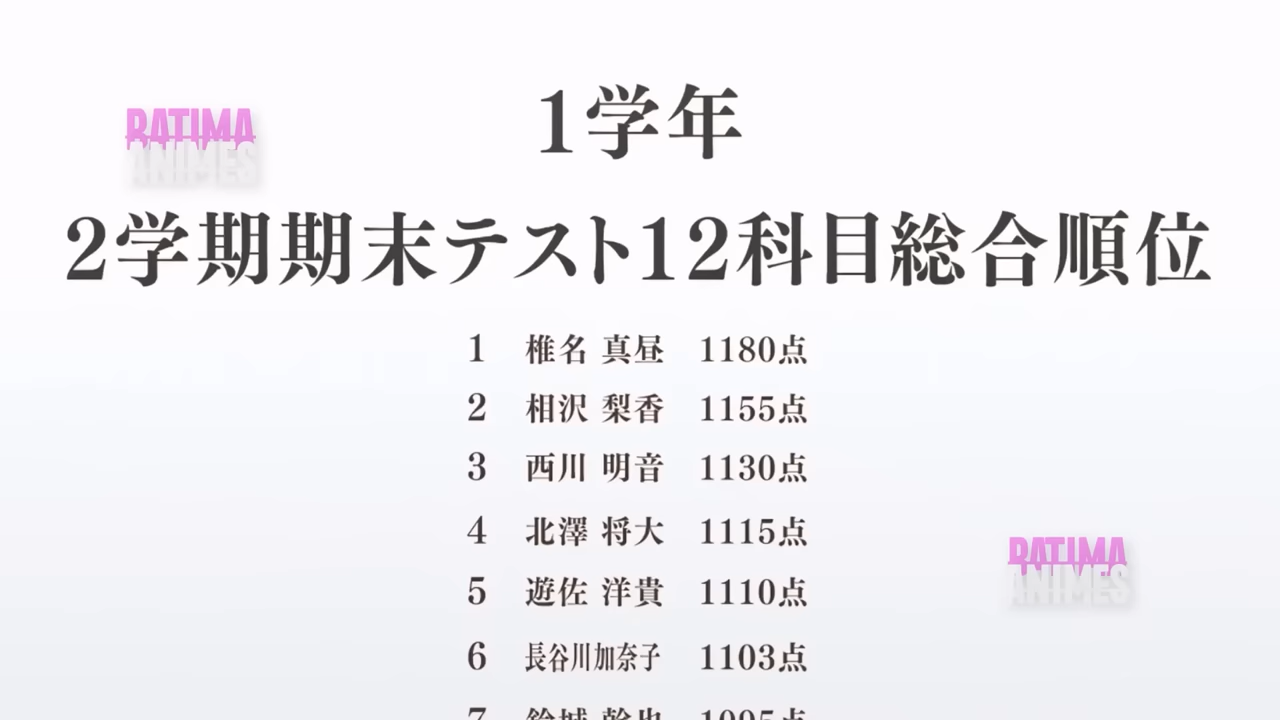 1学年
RATIMA
ANIMES
2学期期末テスト12科目総合順位
1 椎名 真昼 1180点
2 相沢 梨香 1155点
3 西川 明音 1130点
4 北澤 将大 1115点
5 遊佐 洋貴 1110点
RATIMA
ANIMES
6 長谷川加奈子 1103点